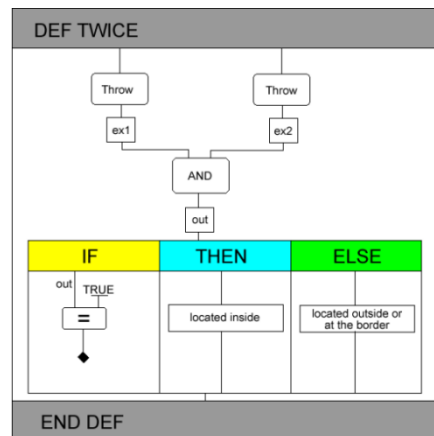 DEF TWICE
Throw
Throw
ex1
ex2
AND
out
IF
THEN
ELSE
out
TRUE
=
located inside
located outside or
at the border
END DEF